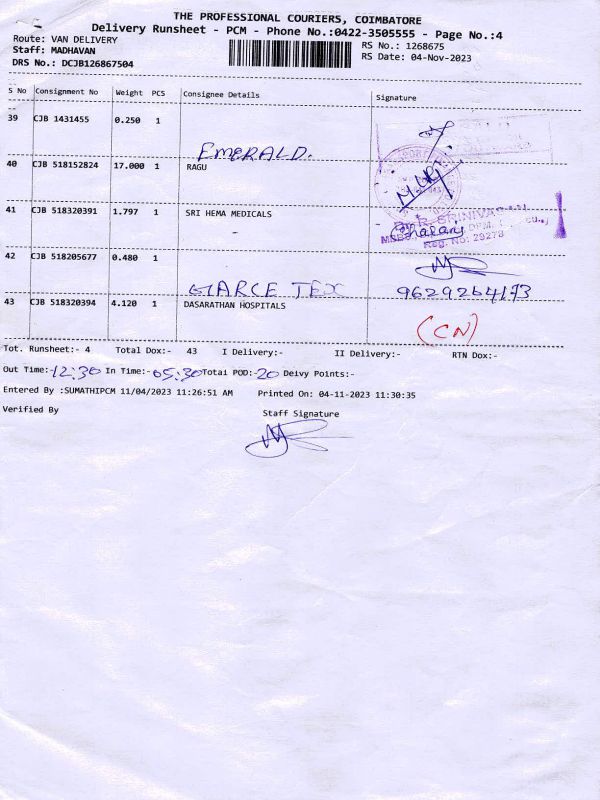 THE PROFESSIONAL COURIERS, COIMBATORE
Delivery Runsheet - PCM - Phone No.:0422-3505555 - Page No.:4
Route: VAN DELIVERY RS No.: 1268675
Staff: MADHAVAN RS Date: 04-Nov-2023
DRS No.: DCJB126867504
S No Consignment No Weight PCS Consignee Details Signature
39 CJB 1431455 0.250 1
EMERALD.
40 CJB 518152824 17.000 1 RAGU
41 CJB 518320391 1.797 1 SRI HEMA MEDICALS
Dr. R. SRINIVASAN
Reg. No: 29278
42 CJB 518205677 0.480 1
9629264173
43 CJB 518320394 4.120 1 DASARATHAN HOSPITALS
(CN)
Tot. Runsheet:- 4 Total Dox:- 43 I Delivery:- II Delivery:- RTN Dox:-
Out Time:-12:30 In Time:-05:30 Total POD:-20 Deivy Points:-
Entered By :SUMATHIPCM 11/04/2023 11:26:51 AM Printed On: 04-11-2023 11:30:35
Verified By Staff Signature